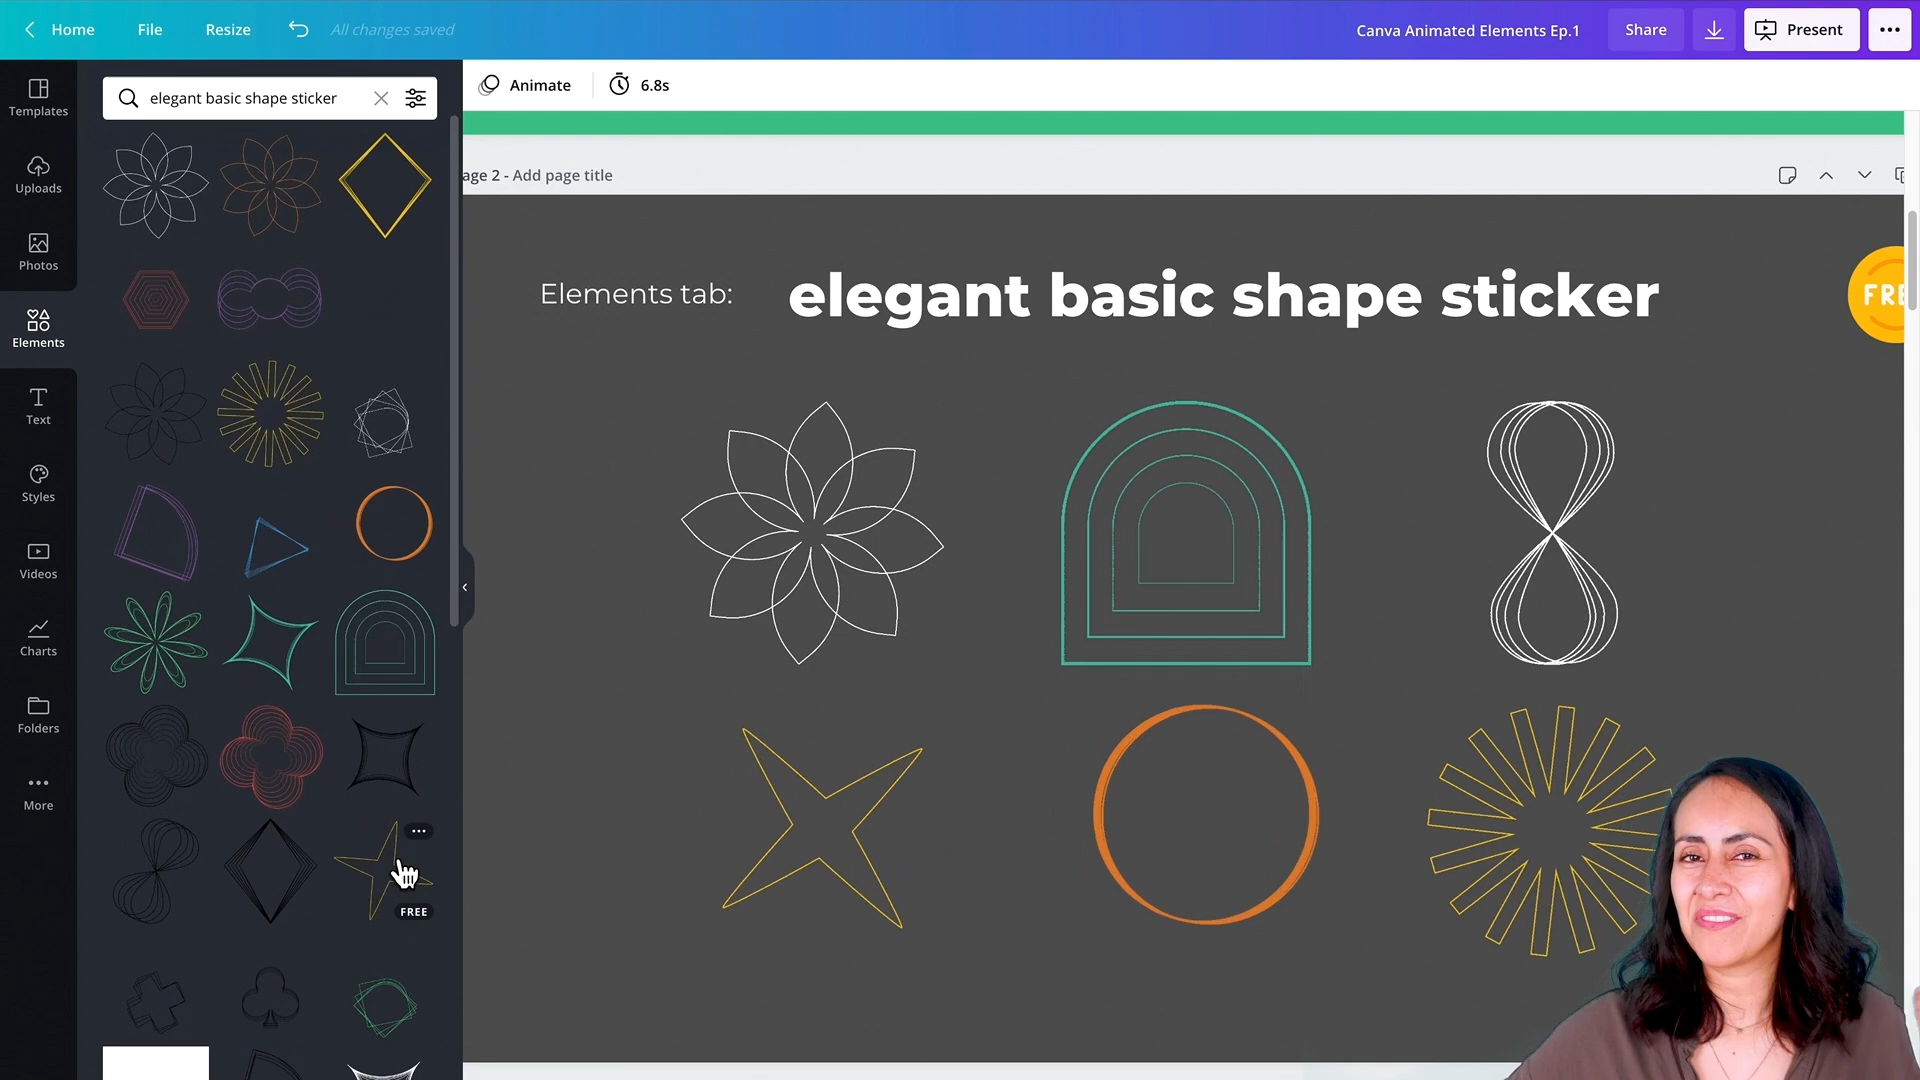 Home
File
Resize
All changes saved
Canva Animated Elements Ep.1
Share
Present
Templates
Uploads
Photos
Elements
Text
Styles
Videos
Charts
Folders
More
elegant basic shape sticker
FREE
Animate
6.8s
age 2 - Add page title
Elements tab:
elegant basic shape sticker
FRE